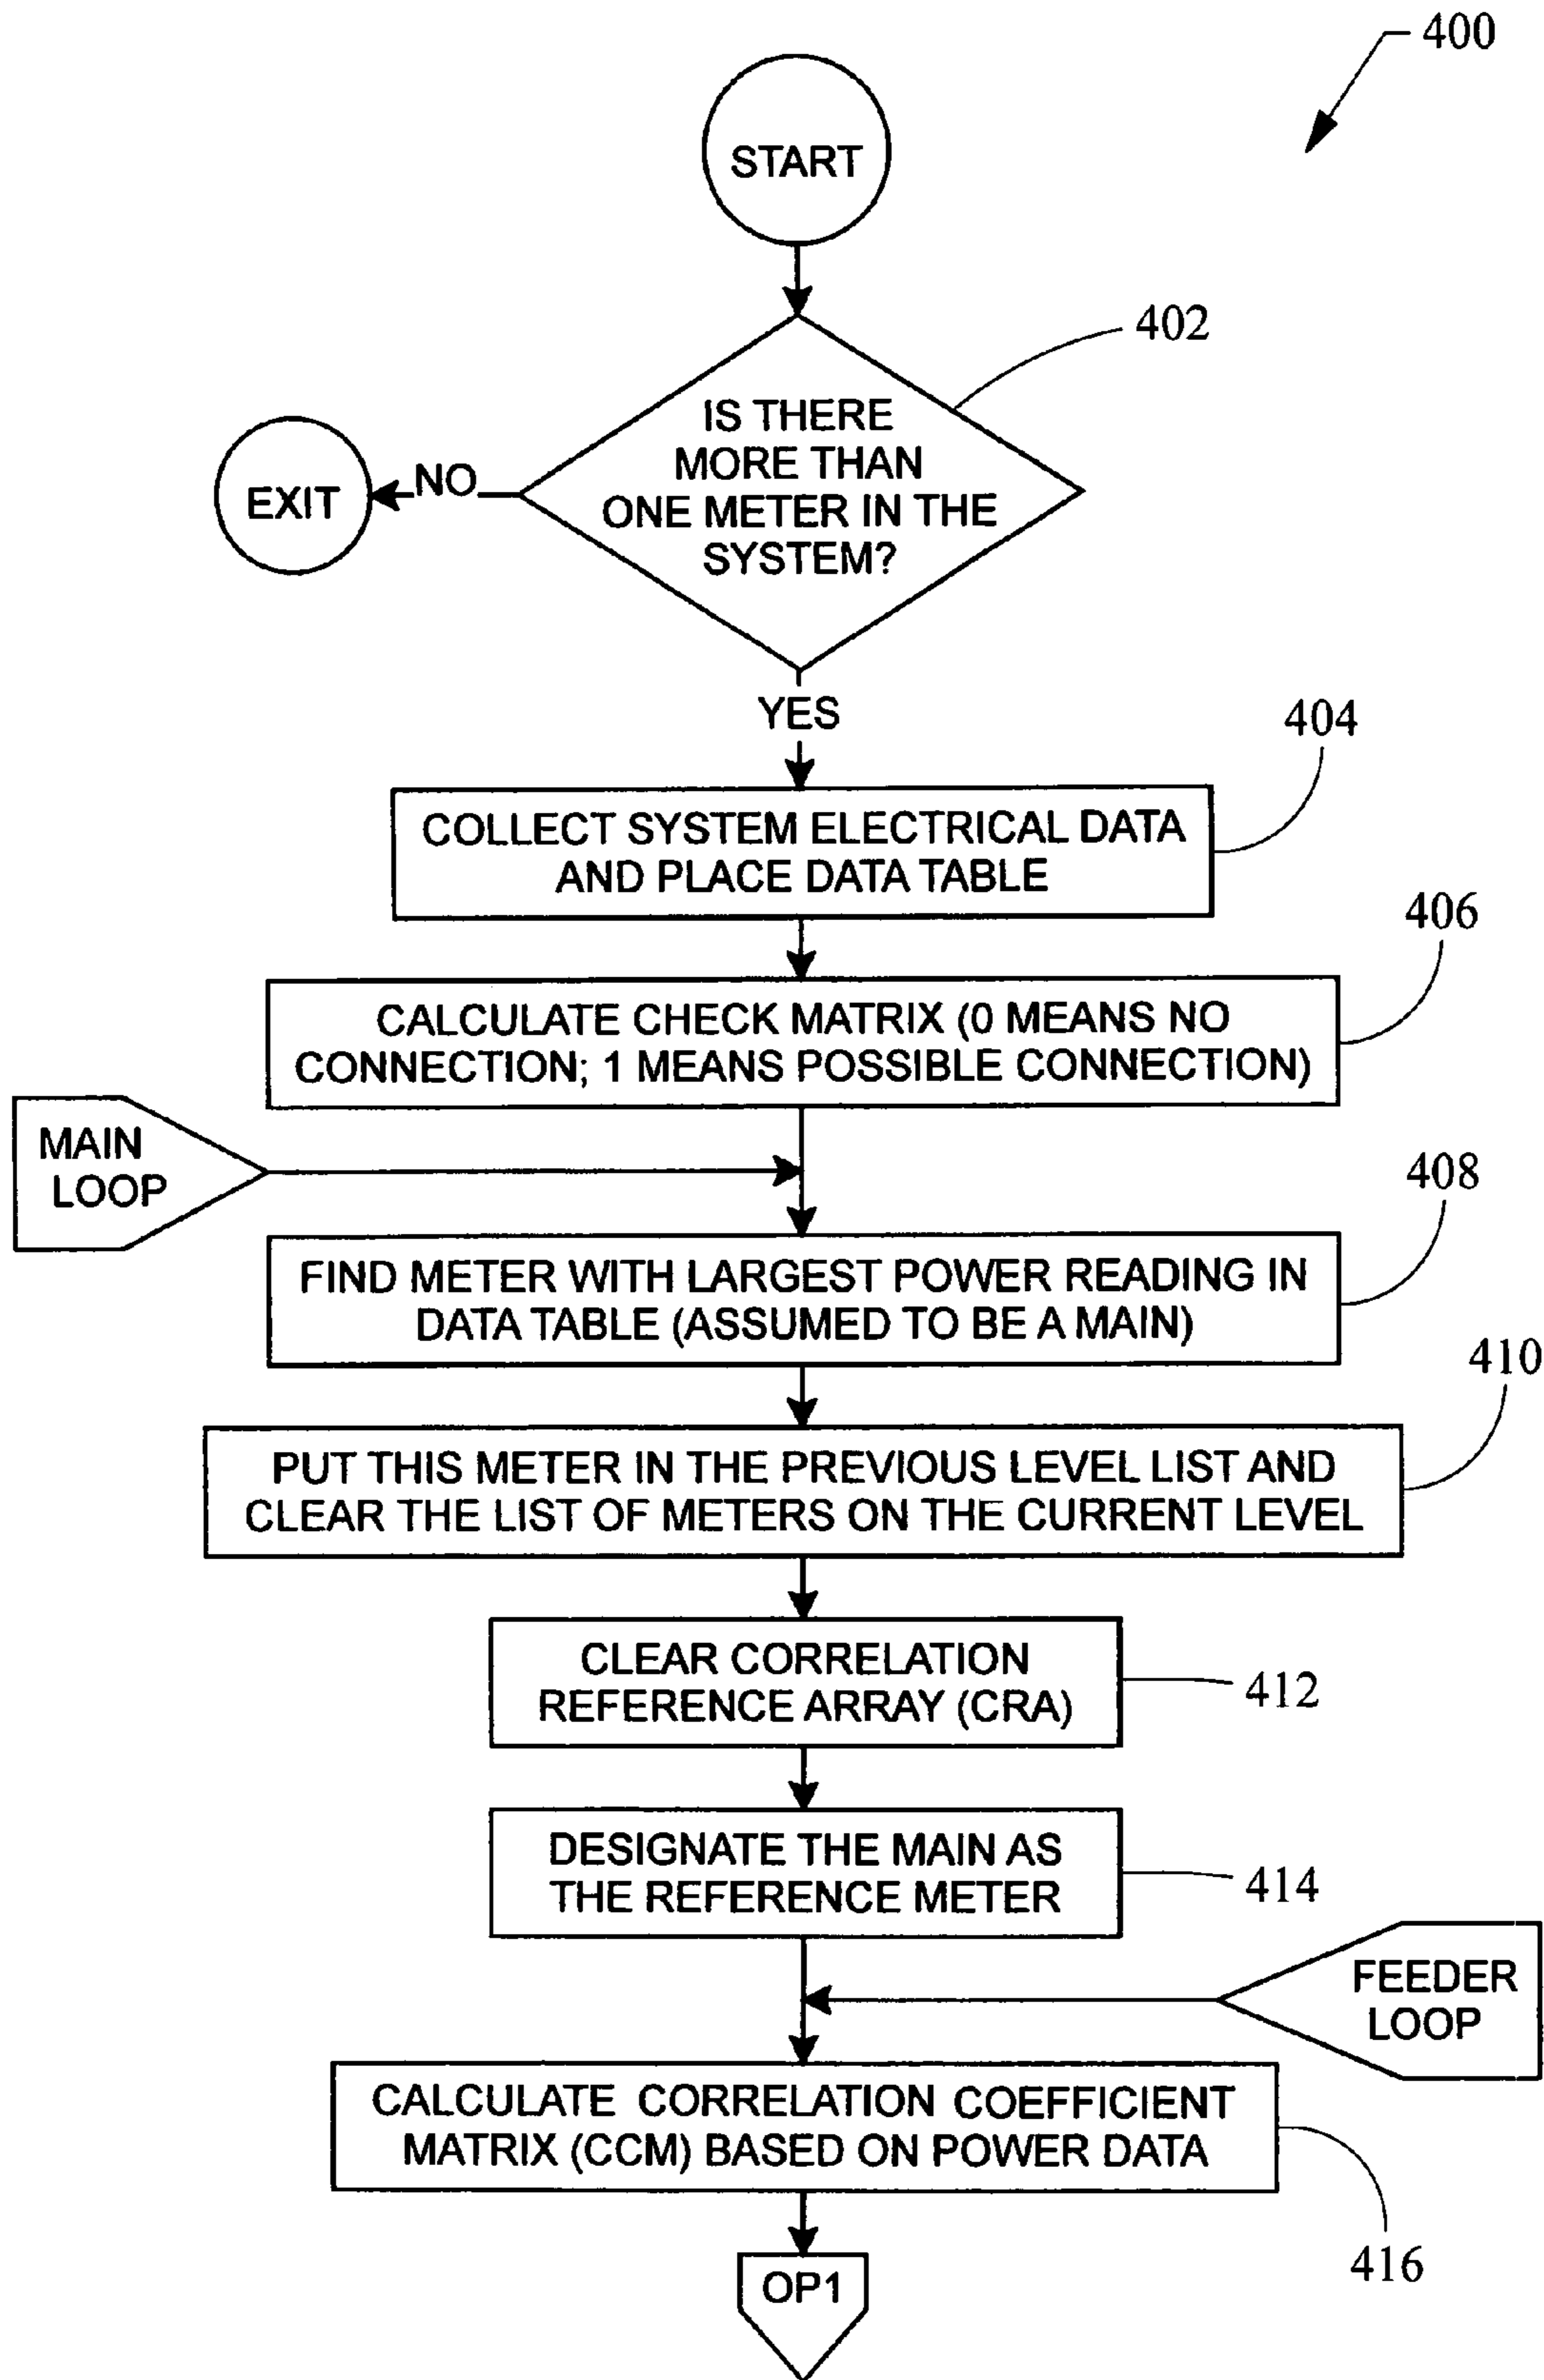 400
START
402
IS THERE
MORE THAN
ONE METER IN THE
SYSTEM?
NO
EXIT
YES
404
COLLECT SYSTEM ELECTRICAL DATA
AND PLACE DATA TABLE
406
CALCULATE CHECK MATRIX (0 MEANS NO
CONNECTION; 1 MEANS POSSIBLE CONNECTION)
MAIN
LOOP
408
FIND METER WITH LARGEST POWER READING IN
DATA TABLE (ASSUMED TO BE A MAIN)
410
PUT THIS METER IN THE PREVIOUS LEVEL LIST AND
CLEAR THE LIST OF METERS ON THE CURRENT LEVEL
CLEAR CORRELATION
REFERENCE ARRAY (CRA)
412
DESIGNATE THE MAIN AS
THE REFERENCE METER
414
FEEDER
LOOP
CALCULATE CORRELATION COEFFICIENT
MATRIX (CCM) BASED ON POWER DATA
416
OP1